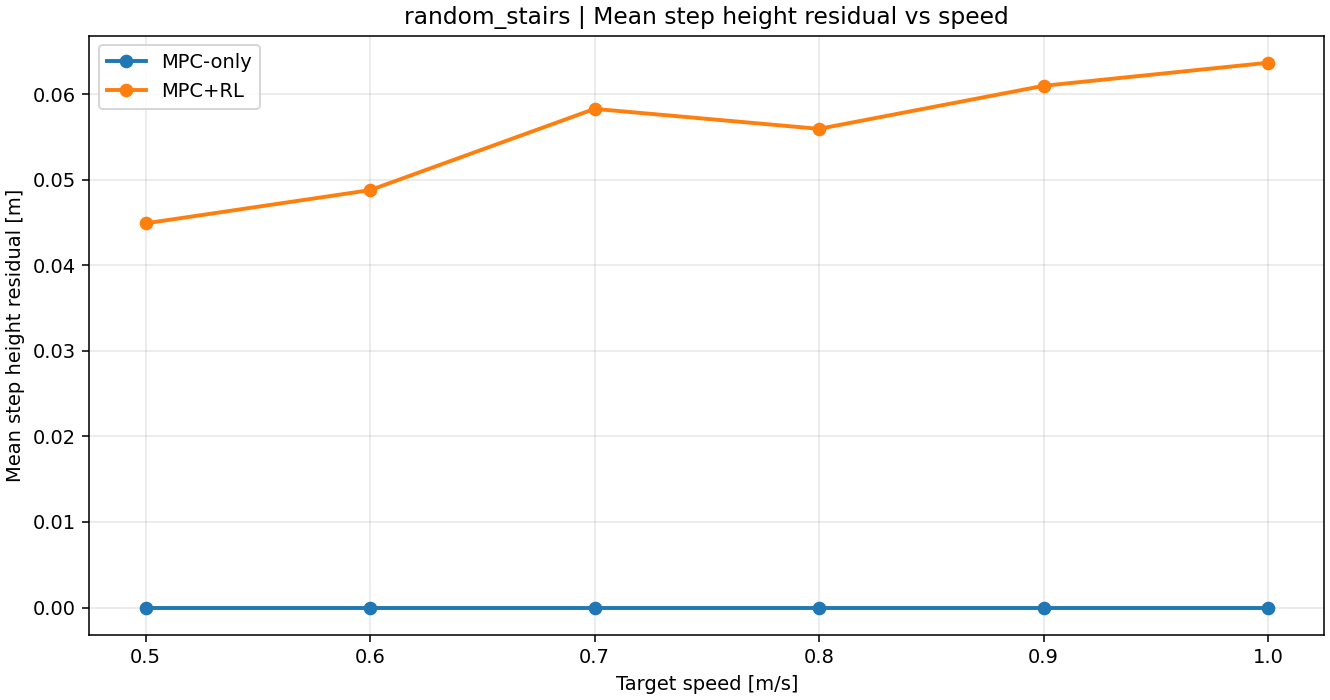 random_stairs | Mean step height residual vs speed
MPC-only
MPC+RL
Mean step height residual [m]
0.06
0.05
0.04
0.03
0.02
0.01
0.00
0.5 0.6 0.7 0.8 0.9 1.0
Target speed [m/s]